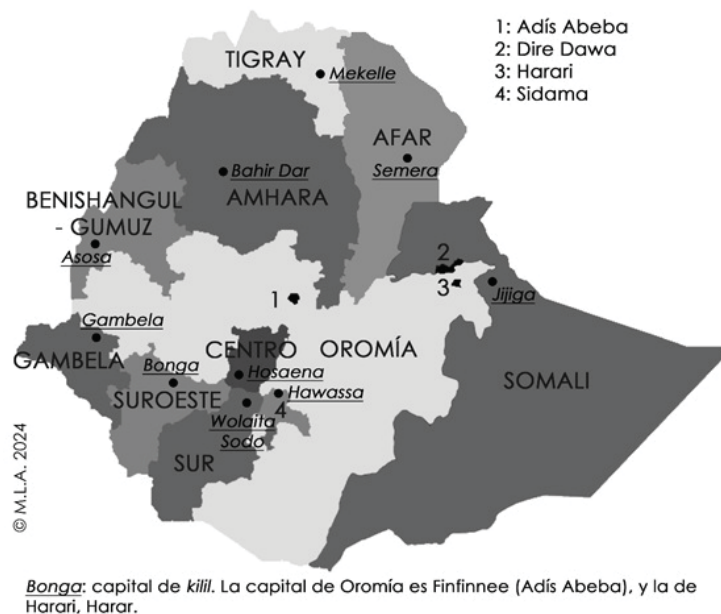 1: Adís Abeba
2: Dire Dawa
3: Harari
4: Sidama
TIGRAY
Mekelle
AFAR
Semera
Bahir Dar
AMHARA
BENISHANGUL
- GUMUZ
Asosa
2
1
3
Jijiga
Gambela
GAMBELA
CENTRO
OROMÍA
Bonga
Hosaena
SUROESTE
Hawassa
4
SOMALI
Wolaita
Sodo
SUR
© M.L.A. 2024
Bonga: capital de kilil. La capital de Oromía es Finfinnee (Adís Abeba), y la de
Harari, Harar.